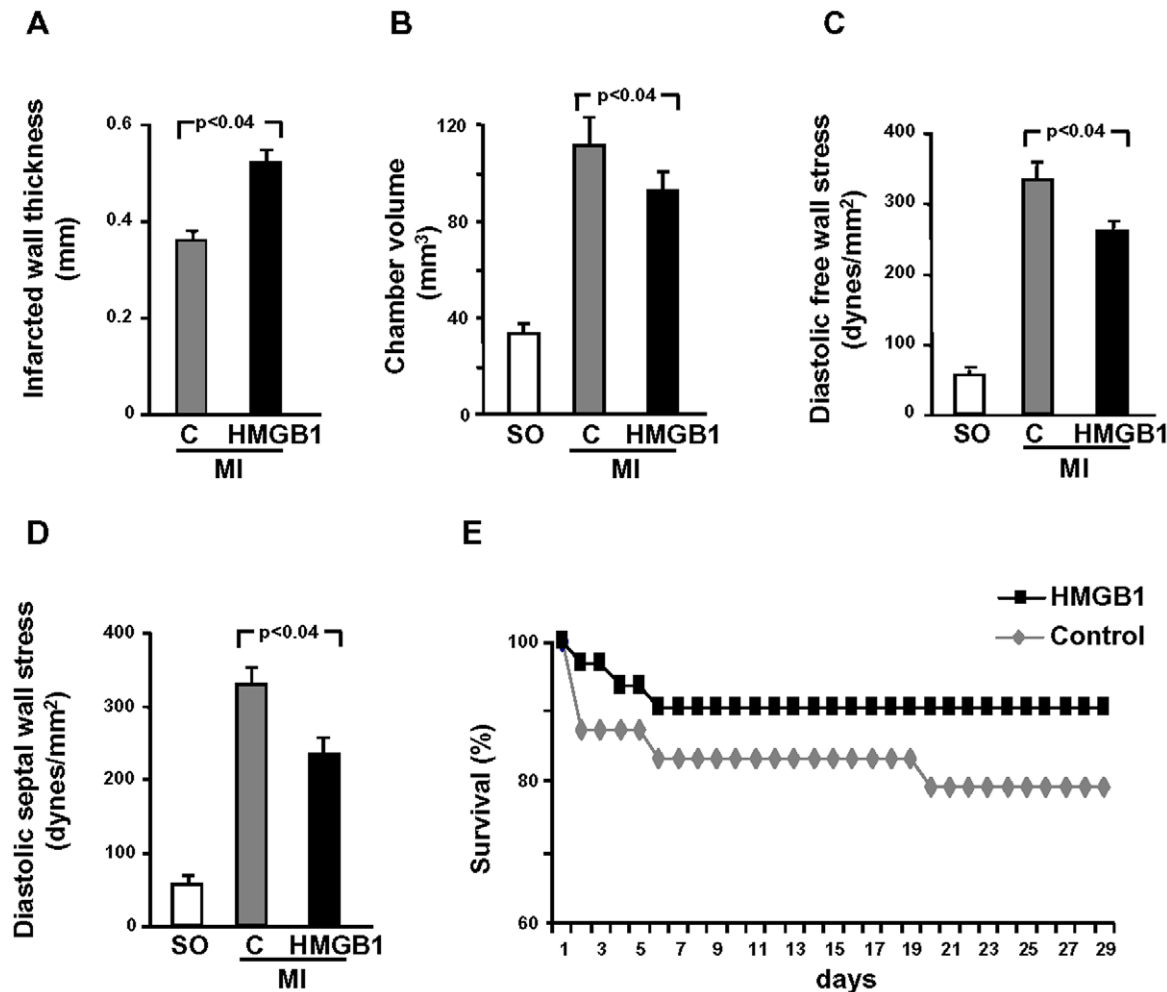 A
Infarcted wall thickness
(mm)
0.6
0.4
0.2
0
p<0.04
C HMGB1
MI
B
Chamber volume
(mm³)
120
80
40
0
p<0.04
SO C HMGB1
MI
C
Diastolic free wall stress
(dynes/mm²)
400
300
200
100
0
p<0.04
SO C HMGB1
MI
D
Diastolic septal wall stress
(dynes/mm²)
400
300
200
100
0
p<0.04
SO C HMGB1
MI
E
HMGB1
Control
Survival (%)
100
80
60
1 3 5 7 9 11 13 15 17 19 21 23 25 27 29
days